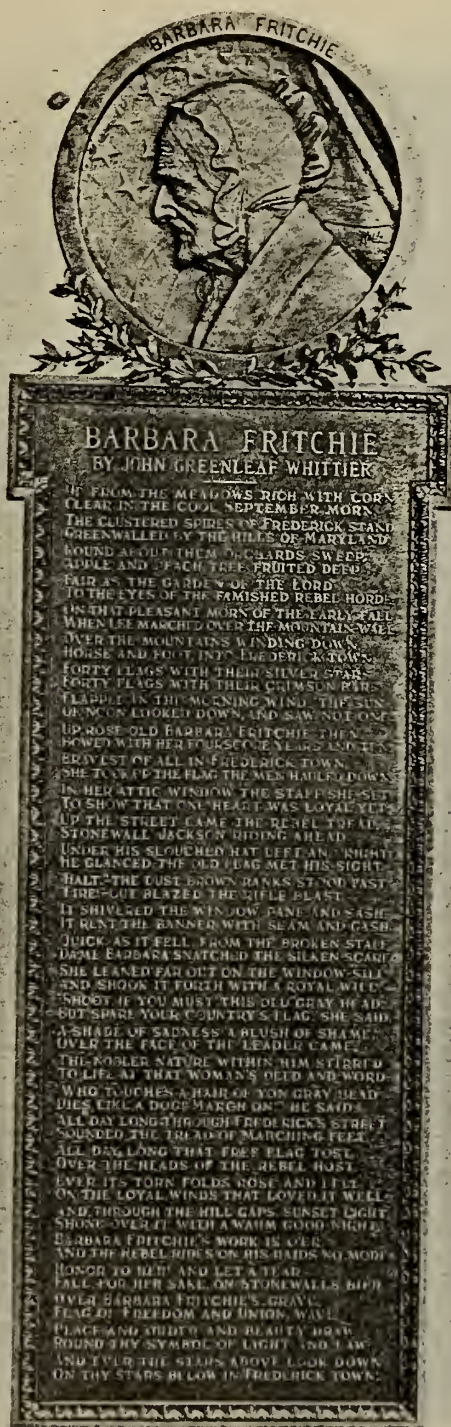 BARBARA FRITCHIE
BARBARA FRITCHIE
BY JOHN GREENLEAF WHITTIER
UP FROM THE MEADOWS RICH WITH CORN
CLEAR IN THE COOL SEPTEMBER MORN
THE CLUSTERED SPIRES OF FREDERICK STAND
GREENWALLED BY THE HILLS OF MARYLAND
ROUND ABOUT THEM ORCHARDS SWEEP
APPLE AND PEACH TREE FRUITED DEEP
FAIR AS THE GARDEN OF THE LORD
TO THE EYES OF THE FAMISHED REBEL HORDE
ON THAT PLEASANT MORN OF THE EARLY FALL
WHEN LEE MARCHED OVER THE MOUNTAIN WALL
OVER THE MOUNTAINS WINDING DOWN
HORSE AND FOOT INTO FREDERICK TOWN
FORTY FLAGS WITH THEIR SILVER STARS
FORTY FLAGS WITH THEIR CRIMSON BARS
FLAPPED IN THE MORNING WIND THE SUN
OF NOON LOOKED DOWN AND SAW NOT ONE
UP ROSE OLD BARBARA FRITCHIE THEN
BOWED WITH HER FOURSCORE YEARS AND TEN
BRAVEST OF ALL IN FREDERICK TOWN
SHE TOOK UP THE FLAG THE MEN HAULED DOWN
IN HER ATTIC WINDOW THE STAFF SHE SET
TO SHOW THAT ONE HEART WAS LOYAL YET
UP THE STREET CAME THE REBEL TREAD
STONEWALL JACKSON RIDING AHEAD
UNDER HIS SLOUCHED HAT LEFT AND RIGHT
HE GLANCED THE OLD FLAG MET HIS SIGHT
"HALT" THE DUST BROWN RANKS STOOD FAST
"FIRE" OUT BLAZED THE RIFLE BLAST
IT SHIVERED THE WINDOW PANE AND SASH
IT RENT THE BANNER WITH SEAM AND GASH
QUICK AS IT FELL FROM THE BROKEN STAFF
DAME BARBARA SNATCHED THE SILKEN SCARF
SHE LEANED FAR OUT ON THE WINDOW SILL
AND SHOOK IT FORTH WITH A ROYAL WILL
"SHOOT IF YOU MUST THIS OLD GRAY HEAD
BUT SPARE YOUR COUNTRY'S FLAG" SHE SAID
A SHADE OF SADNESS A BLUSH OF SHAME
OVER THE FACE OF THE LEADER CAME
THE NOBLER NATURE WITHIN HIM STIRRED
TO LIFE AT THAT WOMAN'S DEED AND WORD
WHO TOUCHES A HAIR OF YON GRAY HEAD
DIES LIKE A DOG MARCH ON" HE SAID
ALL DAY LONG THROUGH FREDERICK'S STREET
SOUNDED THE TREAD OF MARCHING FEET
ALL DAY LONG THAT FREE FLAG TOST
OVER THE HEADS OF THE REBEL HOST
EVER ITS TORN FOLDS ROSE AND FELL
ON THE LOYAL WINDS THAT LOVED IT WELL
AND THROUGH THE HILL GAPS SUNSET LIGHT
SHONE OVER IT WITH A WARM GOOD NIGHT
BARBARA FRITCHIE'S WORK IS O'ER
AND THE REBEL RIDES ON HIS RAIDS NO MORE
HONOR TO HER AND LET A TEAR
FALL FOR HER SAKE ON STONEWALLS BIER
OVER BARBARA FRITCHIE'S GRAVE
FLAG OF FREEDOM AND UNION WAVE
PEACE AND ORDER AND BEAUTY DRAW
ROUND THY SYMBOL OF LIGHT AND LAW
AND EVER THE STARS ABOVE LOOK DOWN
ON THY STARS BELOW IN FREDERICK TOWN